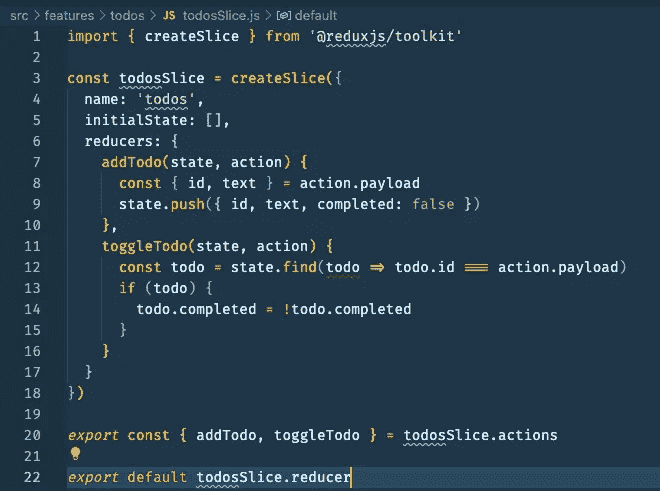 src > features > todos > JS todosSlice.js > default
1 import { createSlice } from '@reduxjs/toolkit'
2
3 const todosSlice = createSlice({
4   name: 'todos',
5   initialState: [],
6   reducers: {
7     addTodo(state, action) {
8       const { id, text } = action.payload
9       state.push({ id, text, completed: false })
10     },
11     toggleTodo(state, action) {
12       const todo = state.find(todo => todo.id === action.payload)
13       if (todo) {
14         todo.completed = !todo.completed
15       }
16     }
17   }
18 })
19
20 export const { addTodo, toggleTodo } = todosSlice.actions
21
22 export default todosSlice.reducer